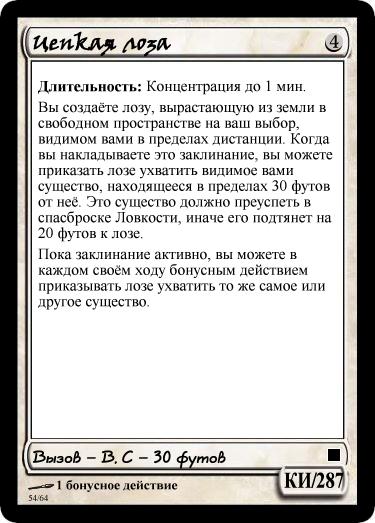 Цепкая лоза
4
Длительность: Концентрация до 1 мин.
Вы создаёте лозу, вырастающую из земли в
свободном пространстве на ваш выбор,
видимом вами в пределах дистанции. Когда
вы накладываете это заклинание, вы можете
приказать лозе ухватить видимое вами
существо, находящееся в пределах 30 футов
от неё. Это существо должно преуспеть в
спасброске Ловкости, иначе его подтянет на
20 футов к лозе.
Пока заклинание активно, вы можете в
каждом своём ходу бонусным действием
приказывать лозе ухватить то же самое или
другое существо.
Вызов – В, С – 30 футов
КИ/287
1 бонусное действие
54/64